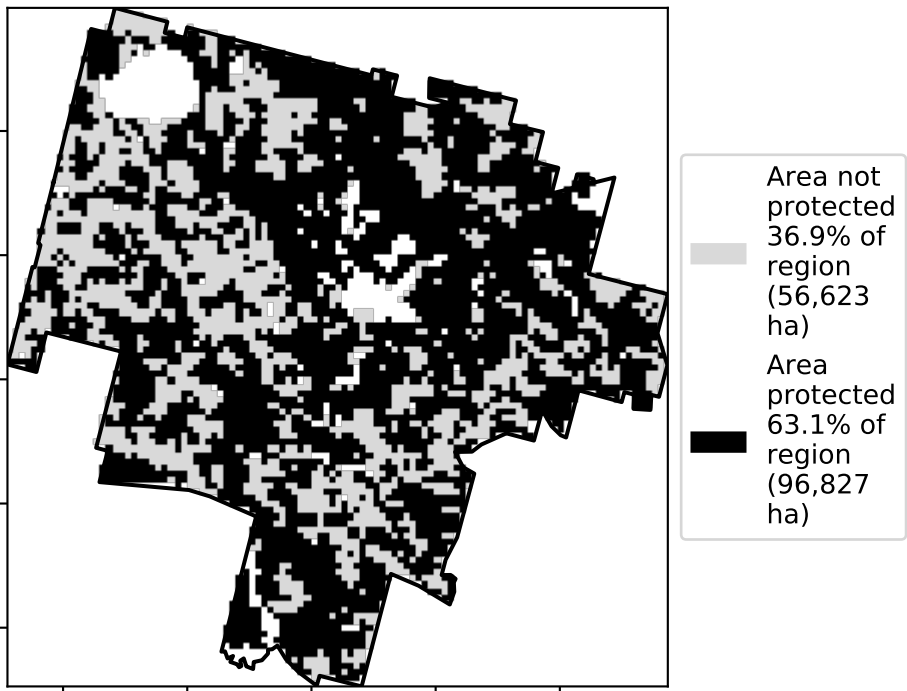 Area not
protected
36.9% of
region
(56,623
ha)
Area
protected
63.1% of
region
(96,827
ha)